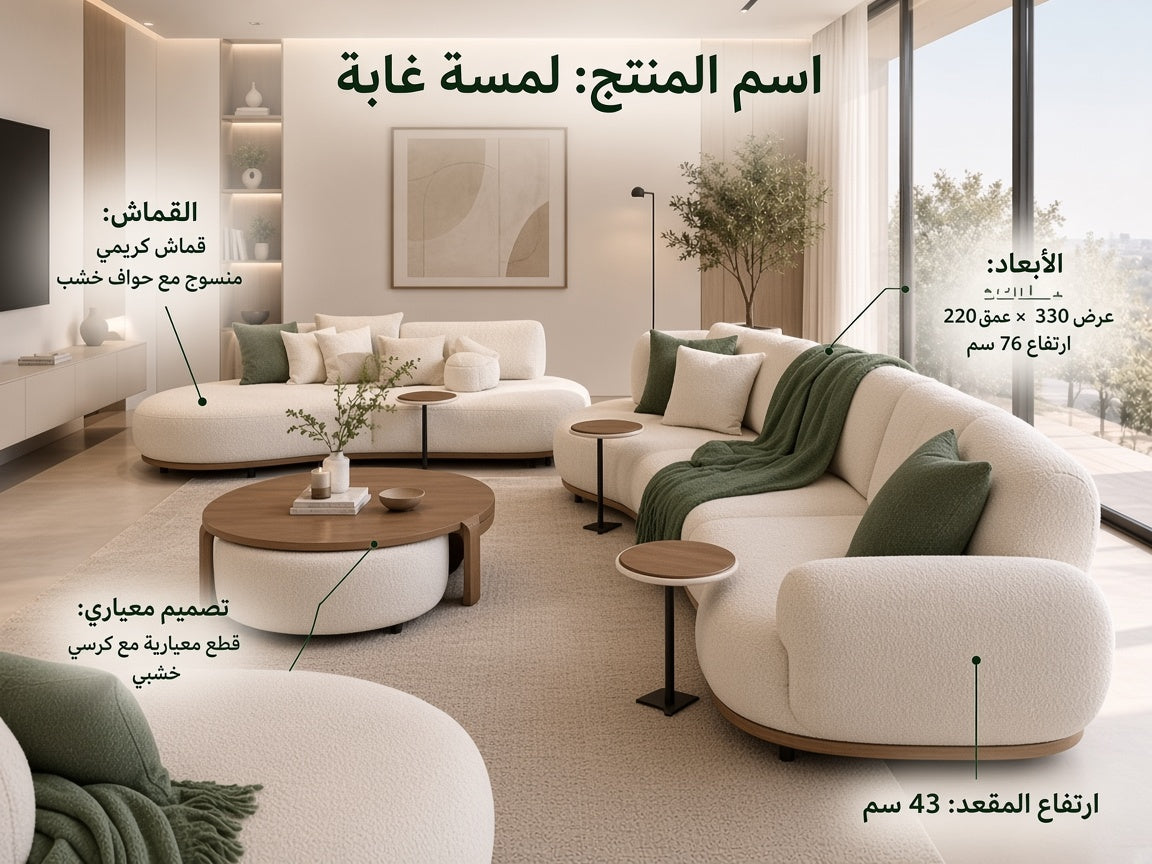 اسم المنتج: لمسة غابة
القماش:
قماش كريمي
منسوج مع حواف خشب
الأبعاد:
عرض 330 × عمق 220
ارتفاع 76 سم
تصميم معياري:
قطع معيارية مع كرسي
خشبي
ارتفاع المقعد: 43 سم